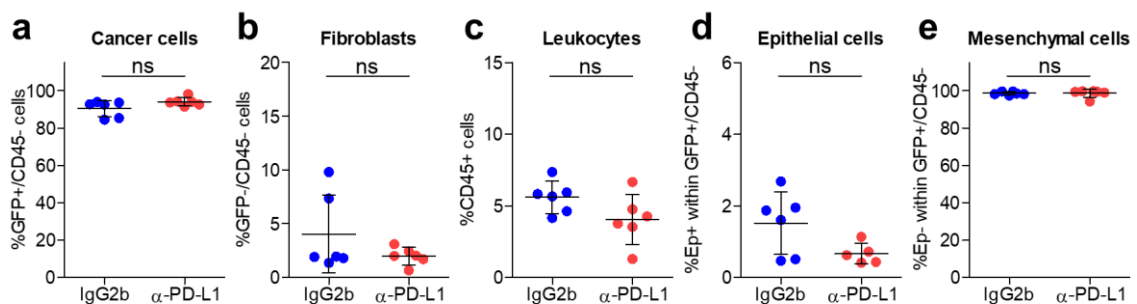 a
Cancer cells
ns
%GFP+/CD45- cells
100
80
60
40
20
0
IgG2b
α-PD-L1
b
Fibroblasts
ns
%GFP-/CD45- cells
20
15
10
5
0
IgG2b
α-PD-L1
c
Leukocytes
ns
%CD45+ cells
15
10
5
0
IgG2b
α-PD-L1
d
Epithelial cells
ns
%Ep+ within GFP+/CD45-
6
4
2
0
IgG2b
α-PD-L1
e
Mesenchymal cells
ns
%Ep- within GFP+/CD45-
100
80
60
40
20
0
IgG2b
α-PD-L1